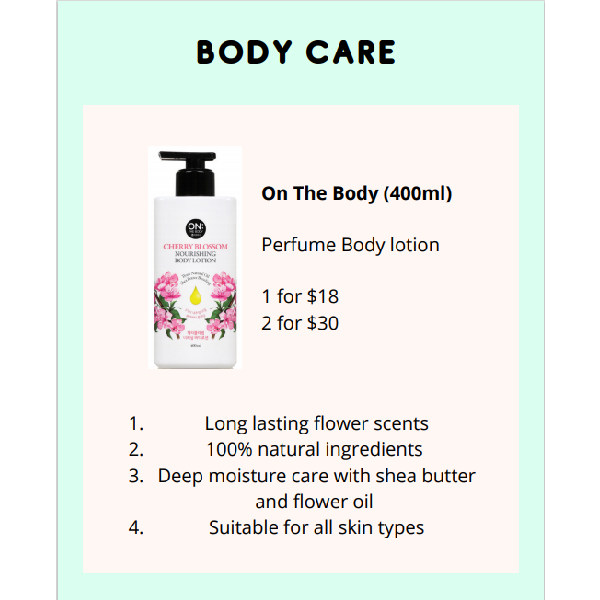 BODY CARE
On The Body (400ml)
Perfume Body lotion
1 for $18
2 for $30
ON:
THE BODY
CHERRY BLOSSOM
NOURISHING
BODY LOTION
400ml
1. Long lasting flower scents
2. 100% natural ingredients
3. Deep moisture care with shea butter
and flower oil
4. Suitable for all skin types